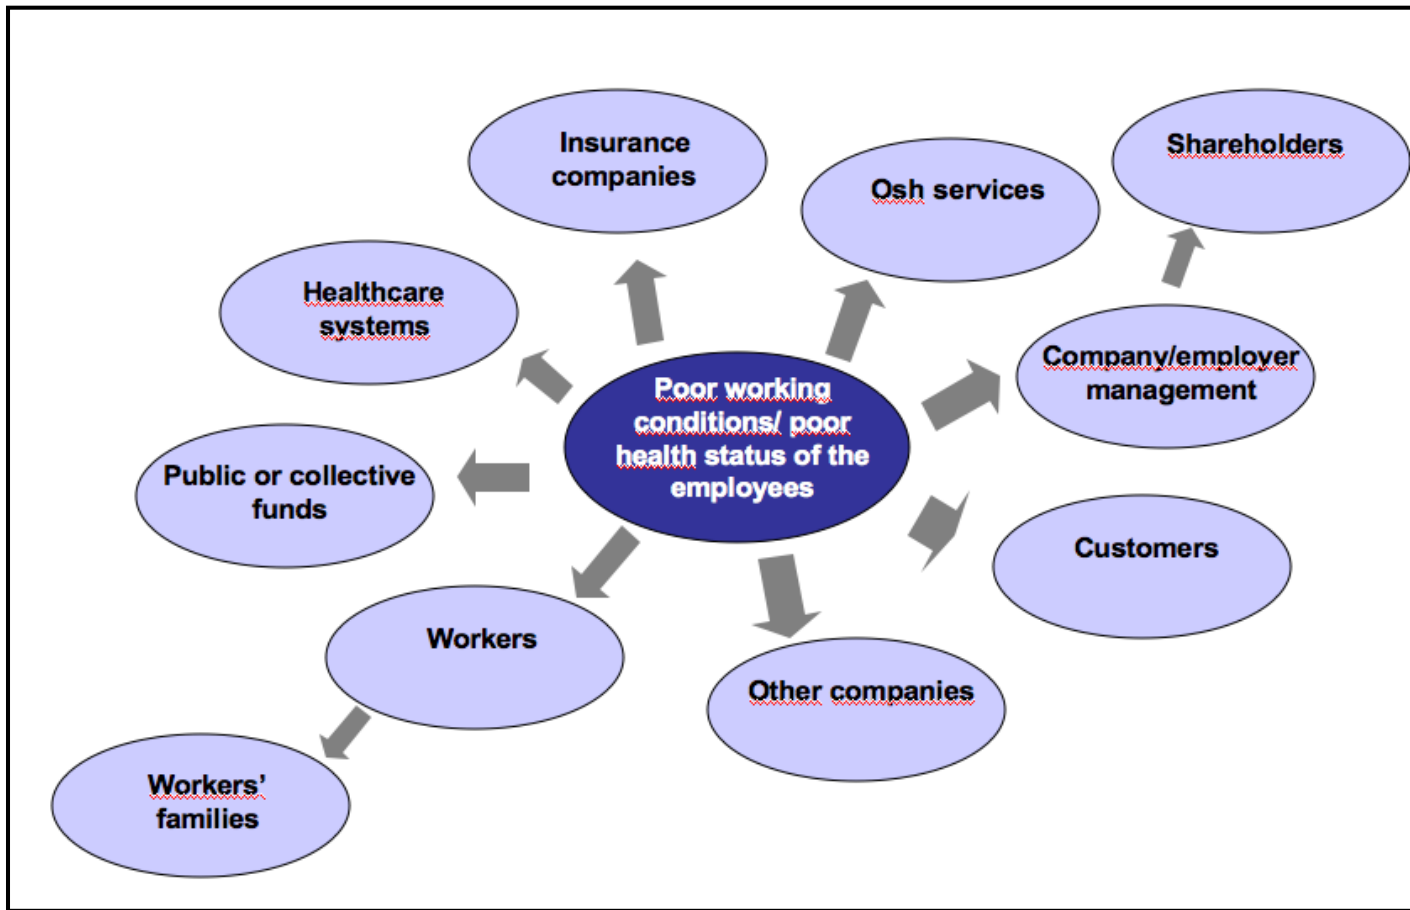 Insurance
companies
Osh services
Shareholders
Healthcare
systems
Company/employer
management
Poor working
conditions/ poor
health status of the
employees
Public or collective
funds
Customers
Workers
Other companies
Workers’
families